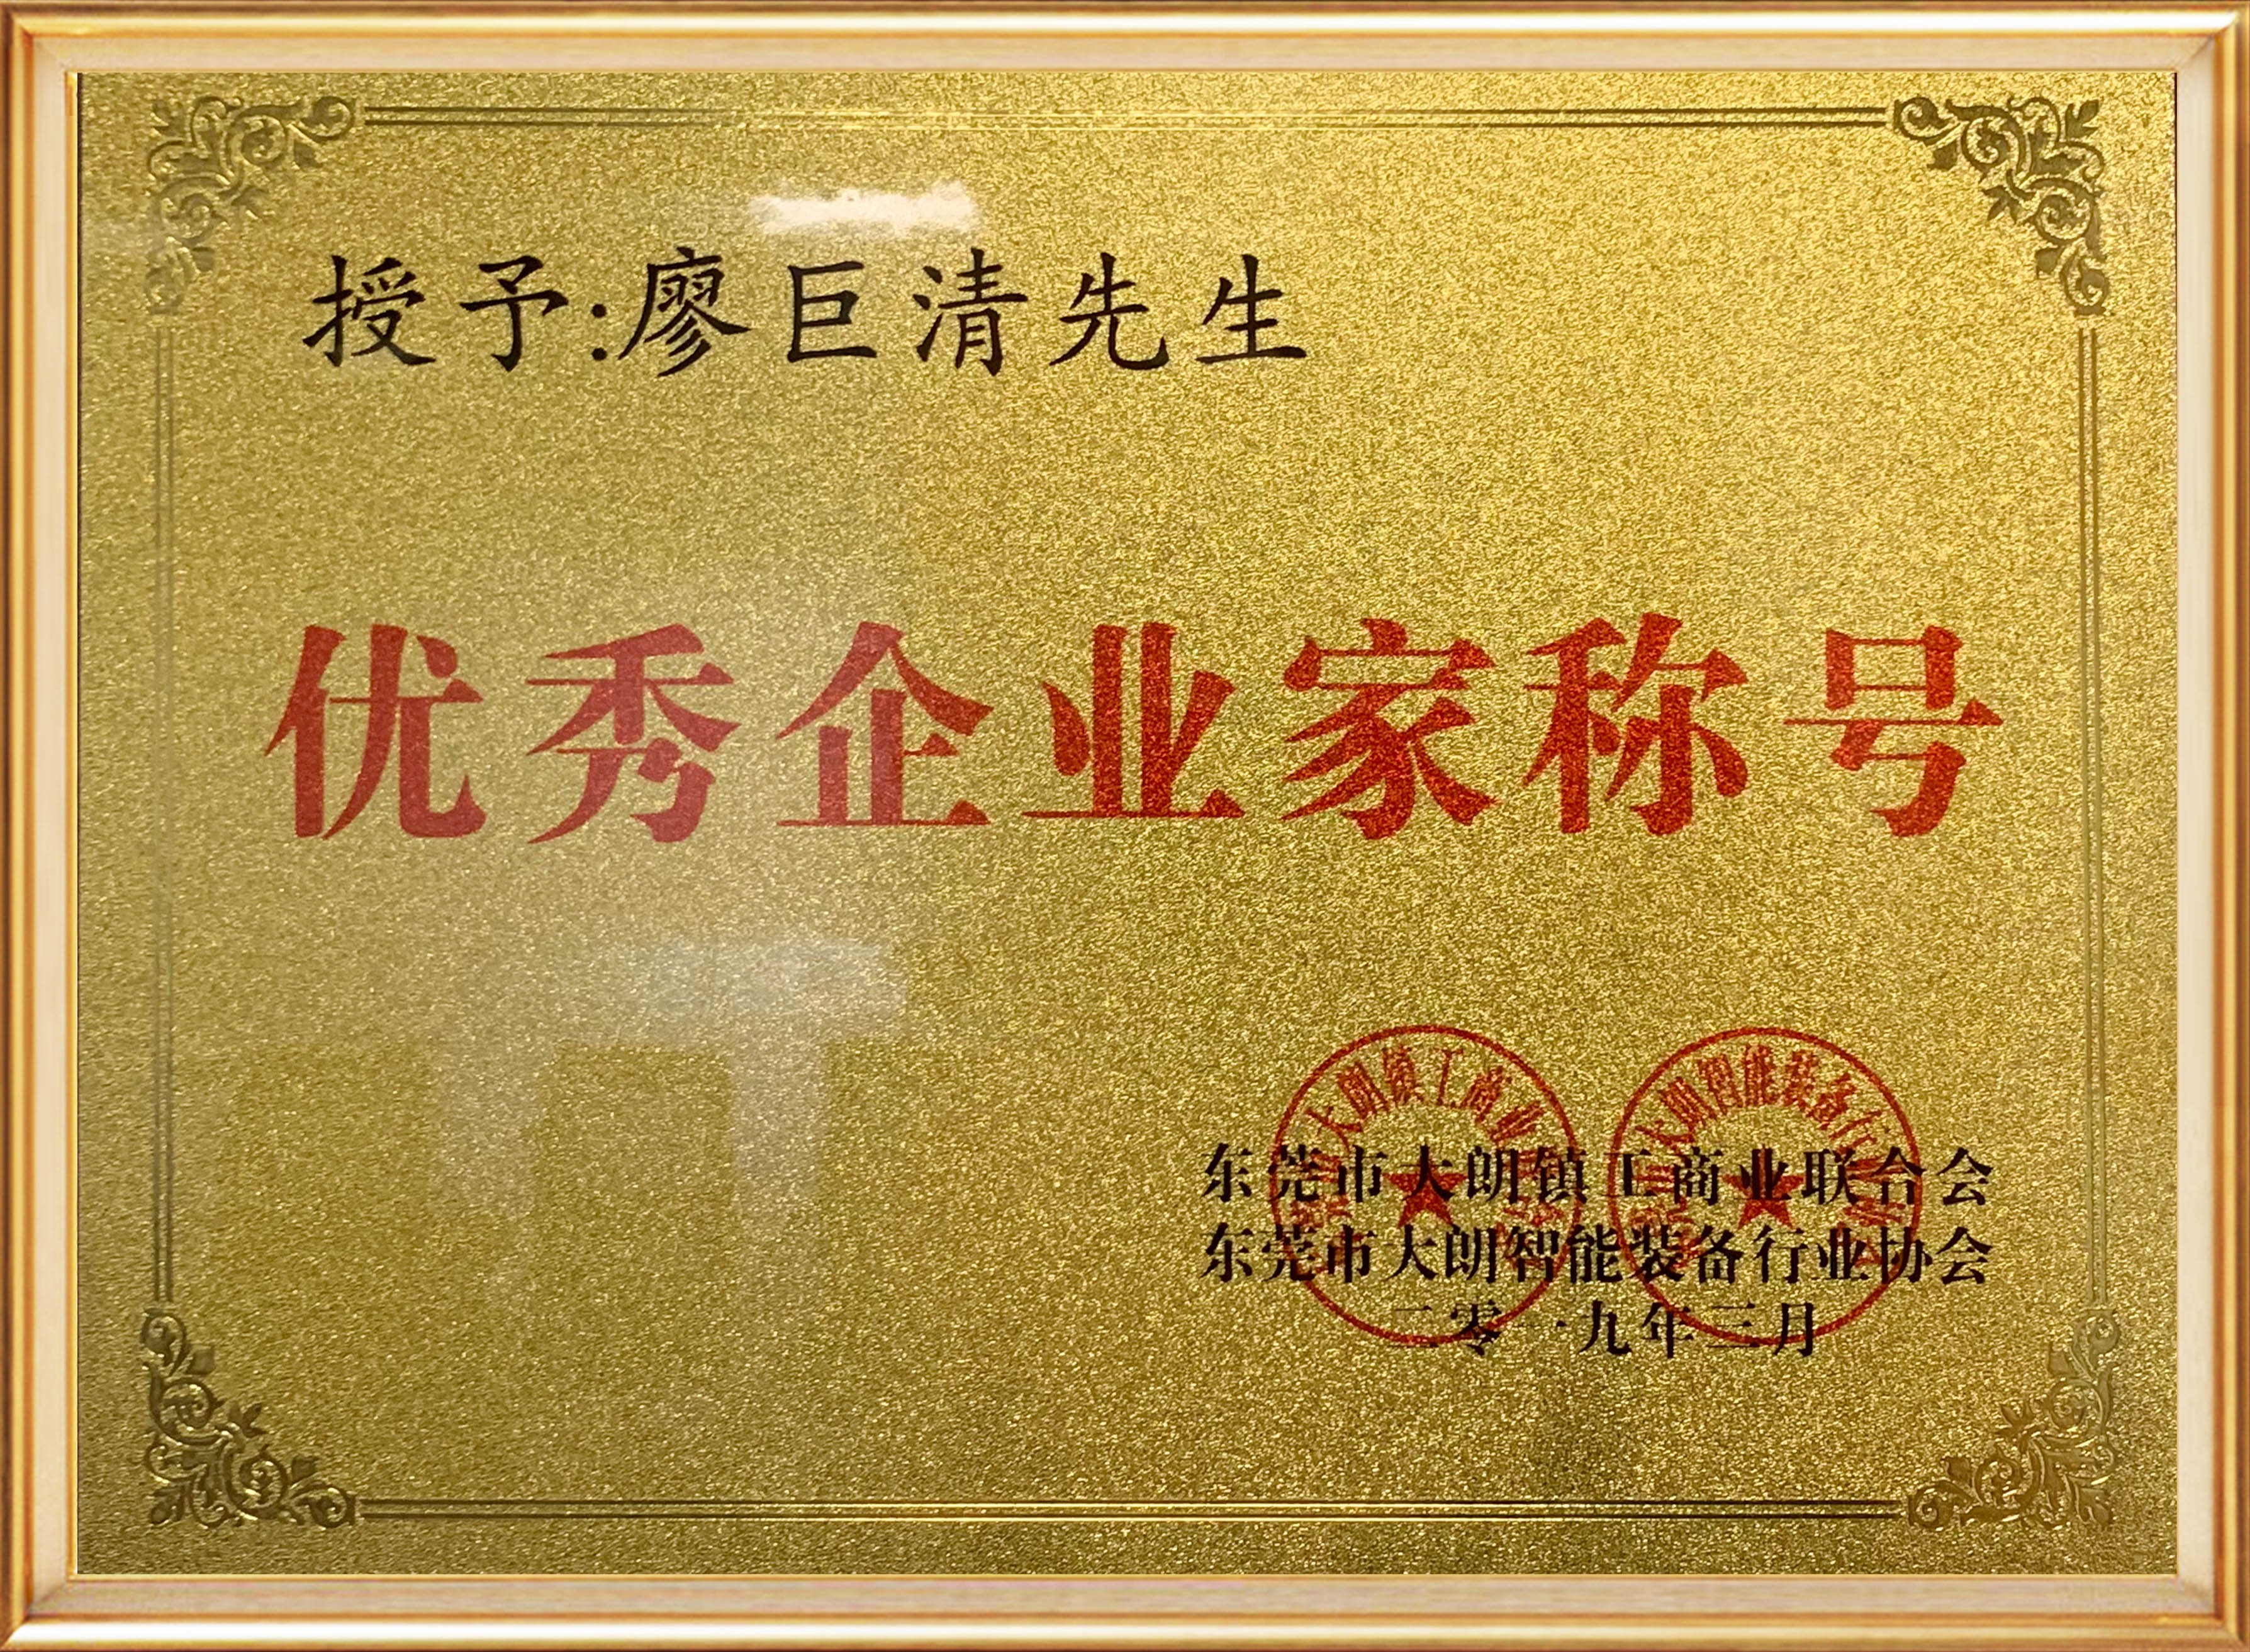 授予:廖巨清先生
优秀企业家称号
东莞市大朗镇工商业联合会
东莞市大朗智能装备行业协会
二零一九年三月